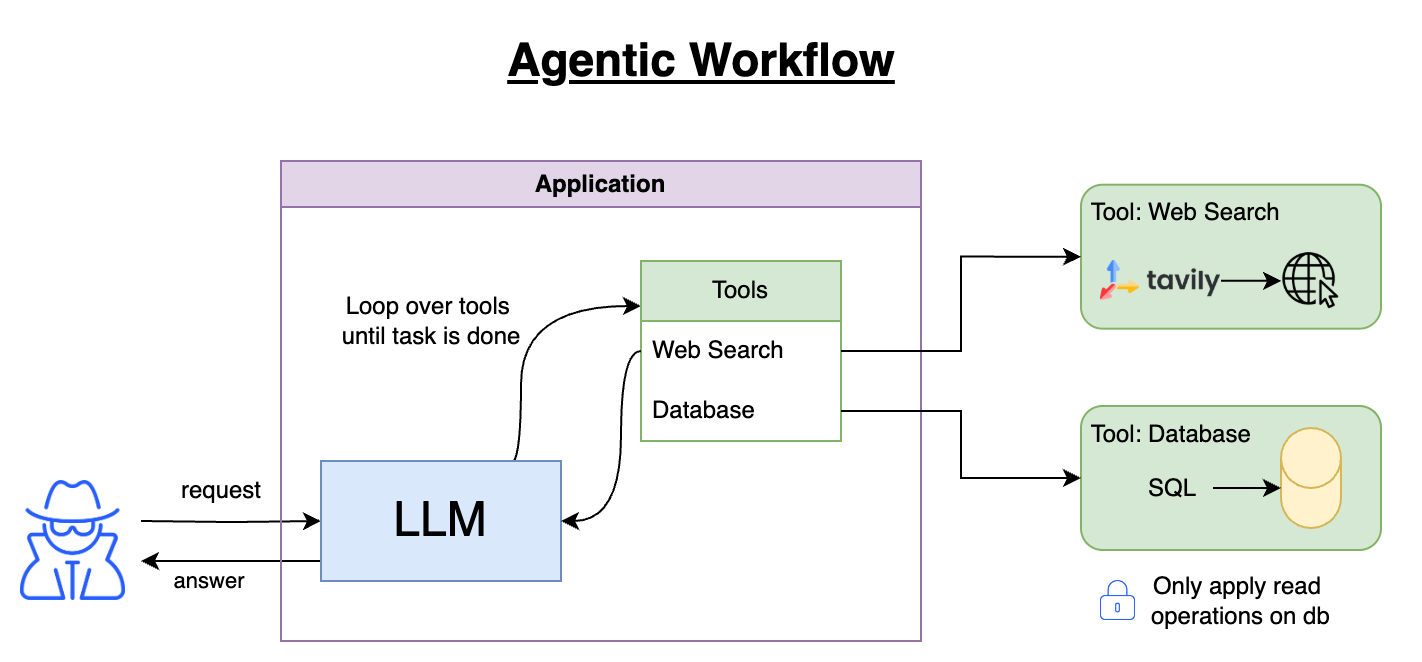 Agentic Workflow
Application
Tool: Web Search
tavily
Loop over tools
until task is done
Tools
Web Search
Database
Tool: Database
SQL
LLM
request
answer
Only apply read
operations on db